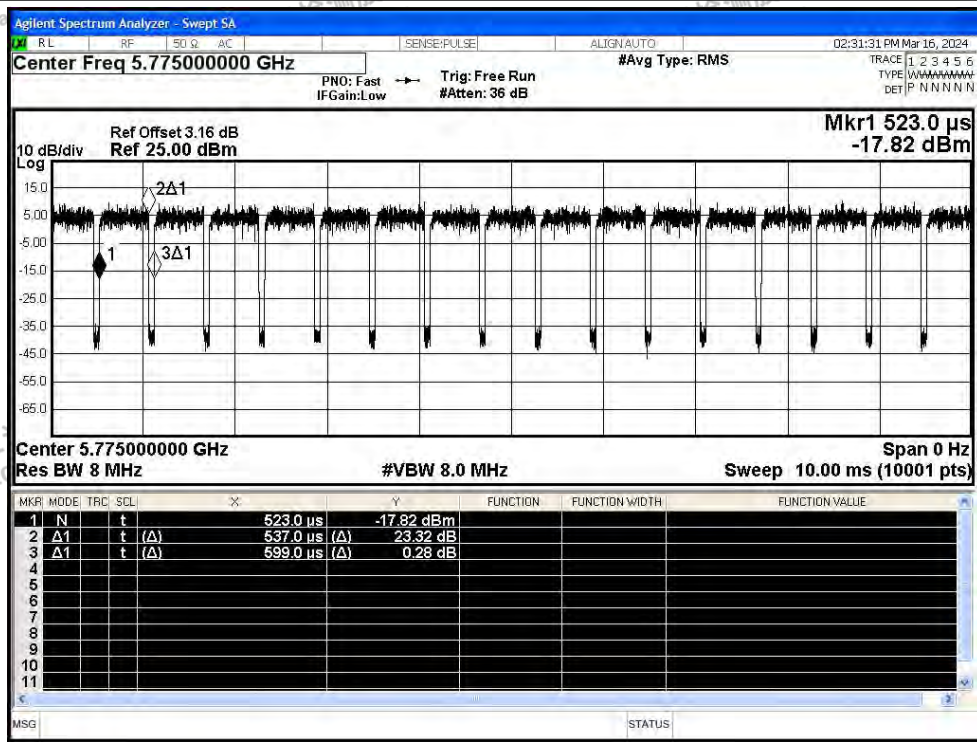 Agilent Spectrum Analyzer - Swept SA
RL RF 50 Ω AC SENSE:PULSE ALIGN AUTO 02:31:31 PM Mar 16, 2024
Center Freq 5.775000000 GHz #Avg Type: RMS TRACE 1 2 3 4 5 6
PNO: Fast Trig: Free Run TYPE
IFGain:Low #Atten: 36 dB DET P N N N N N
Mkr1 523.0 µs
Ref Offset 3.16 dB
10 dB/div Ref 25.00 dBm -17.82 dBm
Log
15.0
2Δ1
5.00
-5.00
1 3Δ1
-15.0
-25.0
-35.0
-45.0
-55.0
-65.0
Center 5.775000000 GHz Span 0 Hz
Res BW 8 MHz #VBW 8.0 MHz Sweep 10.00 ms (10001 pts)
MKR MODE TRC SCL X Y FUNCTION FUNCTION WIDTH FUNCTION VALUE
1 N t 523.0 µs -17.82 dBm
2 Δ1 t (Δ) 537.0 µs (Δ) 23.32 dB
3 Δ1 t (Δ) 599.0 µs (Δ) 0.28 dB
4
5
6
7
8
9
10
11
MSG STATUS